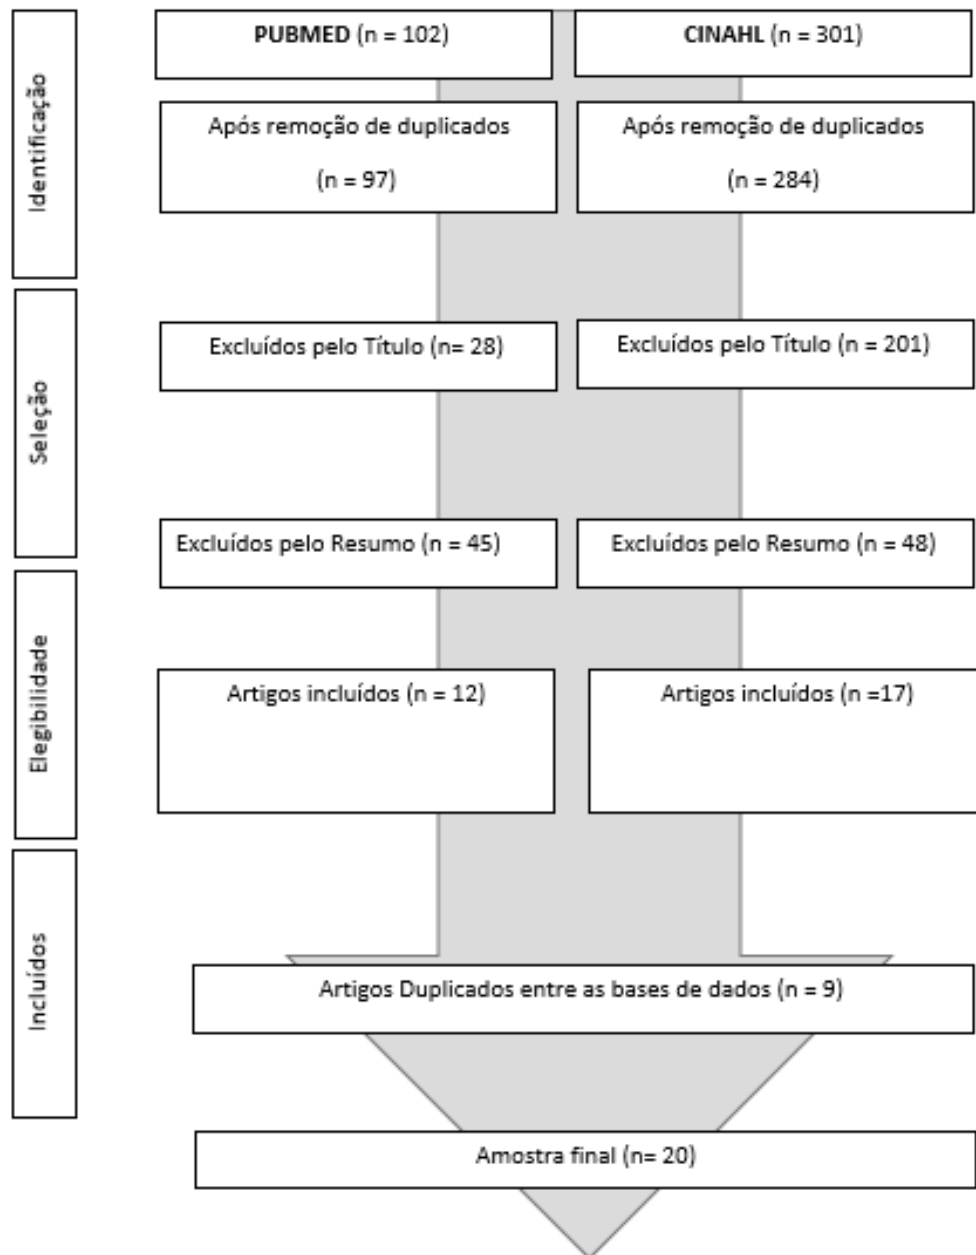 Identificação
PUBMED (n = 102)
CINAHL (n = 301)
Após remoção de duplicados
(n = 97)
Após remoção de duplicados
(n = 284)
Seleção
Excluídos pelo Título (n= 28)
Excluídos pelo Título (n = 201)
Excluídos pelo Resumo (n = 45)
Excluídos pelo Resumo (n = 48)
Elegibilidade
Artigos incluídos (n = 12)
Artigos incluídos (n =17)
Incluídos
Artigos Duplicados entre as bases de dados (n = 9)
Amostra final (n= 20)